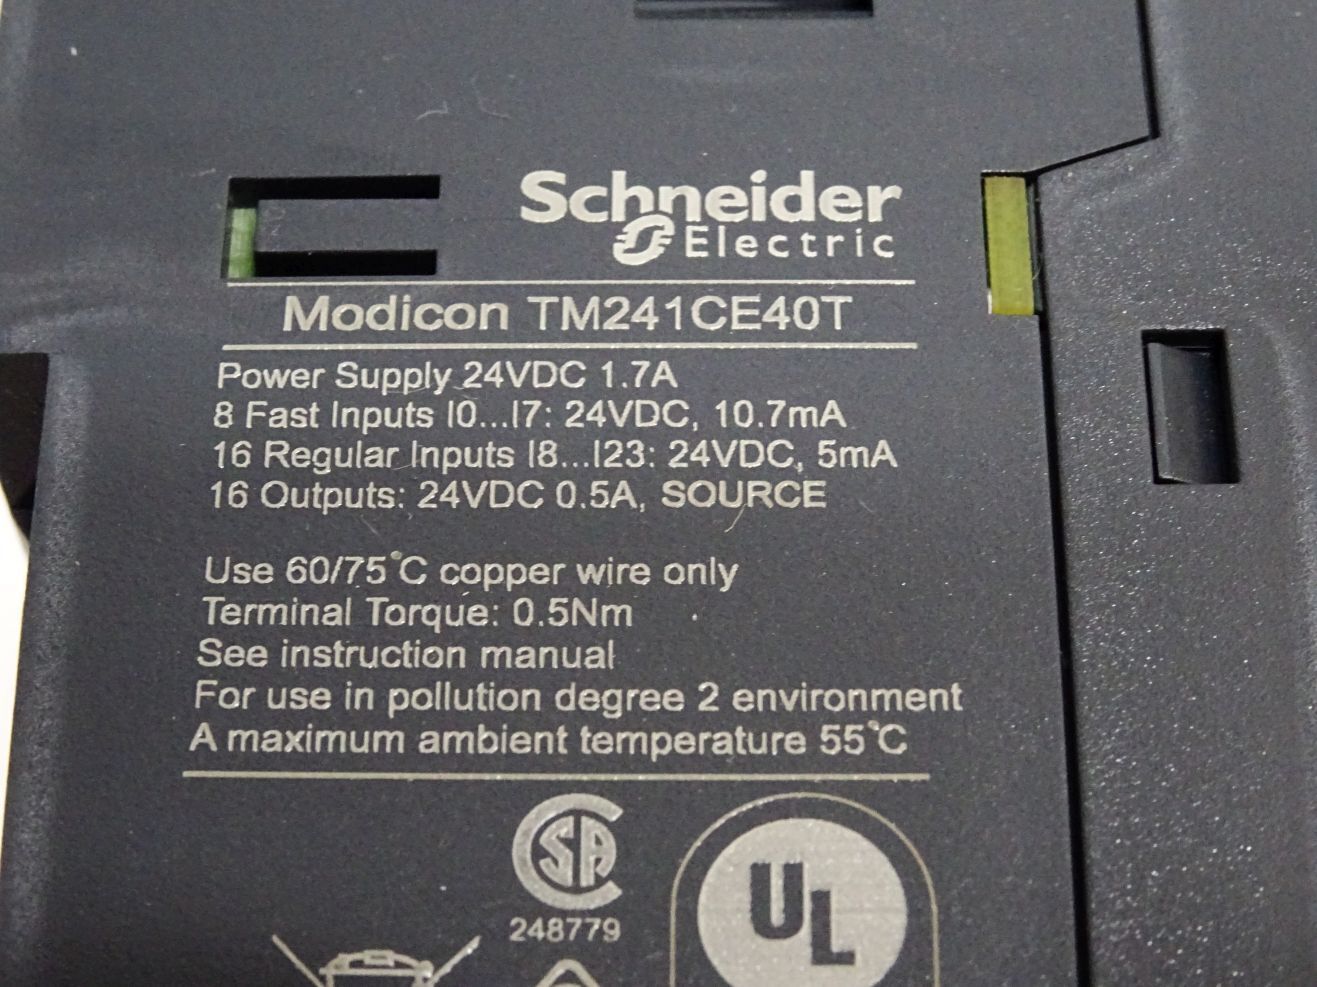 Schneider
Electric
Modicon TM241CE40T
Power Supply 24VDC 1.7A
8 Fast Inputs I0...I7: 24VDC, 10.7mA
16 Regular Inputs I8...I23: 24VDC, 5mA
16 Outputs: 24VDC 0.5A, SOURCE
Use 60/75°C copper wire only
Terminal Torque: 0.5Nm
See instruction manual
For use in pollution degree 2 environment
A maximum ambient temperature 55°C
CSA
248779
UL